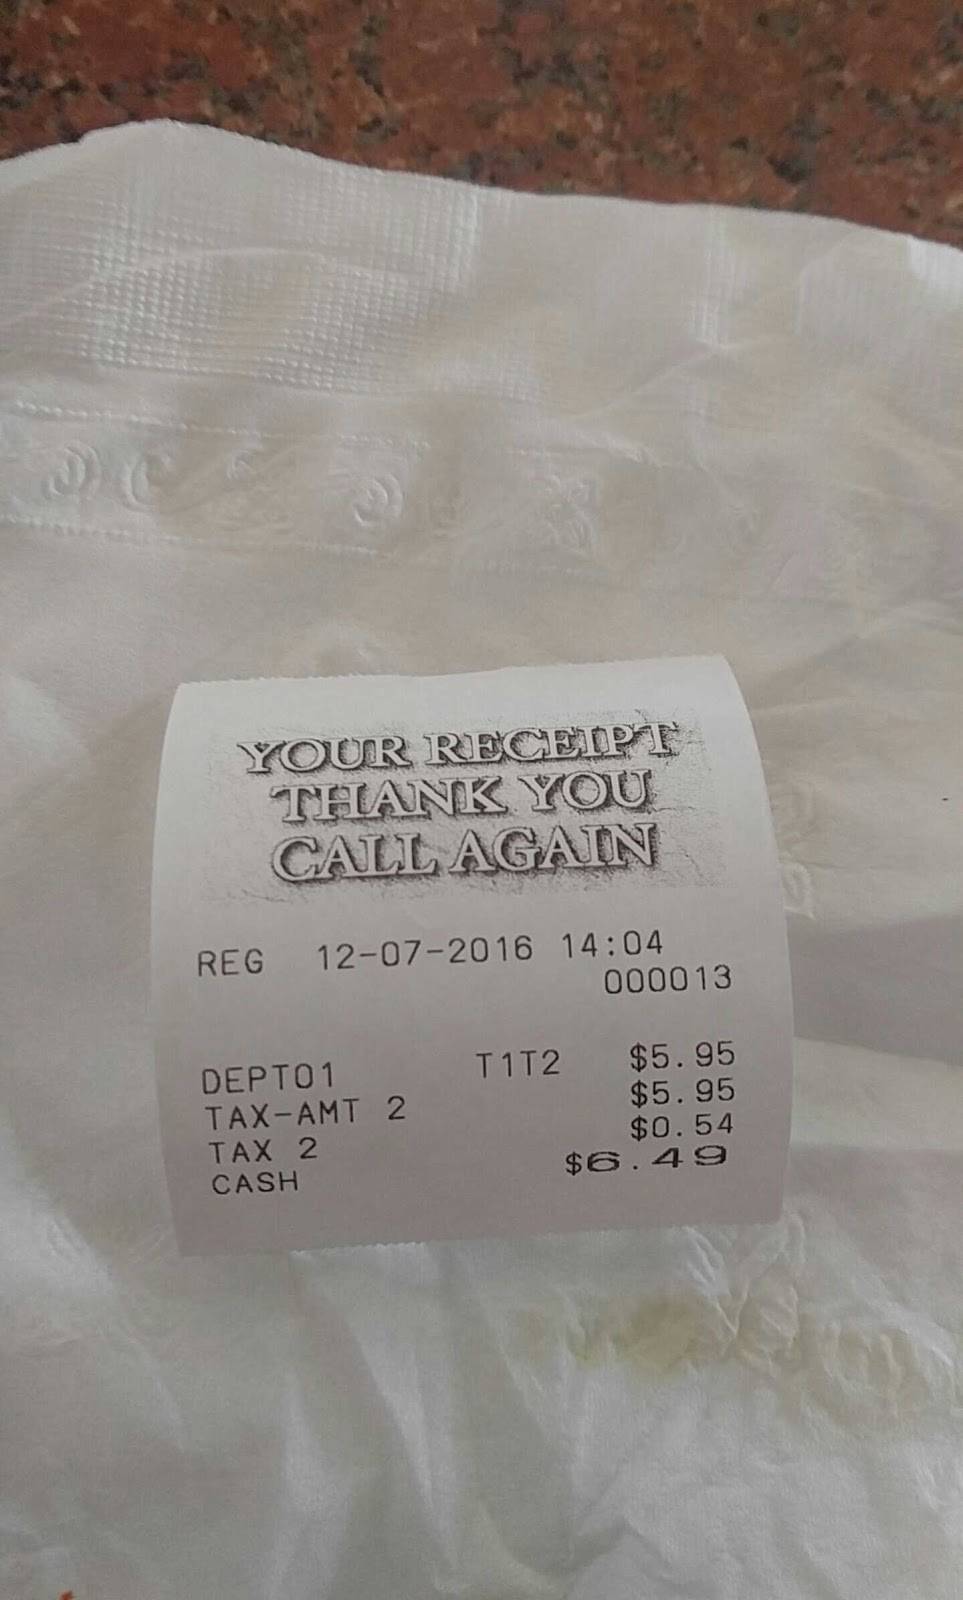 YOUR RECEIPT
THANK YOU
CALL AGAIN
REG 12-07-2016 14:04
000013
DEPT01 T1T2 $5.95
TAX-AMT 2 $5.95
TAX 2 $0.54
CASH $6.49